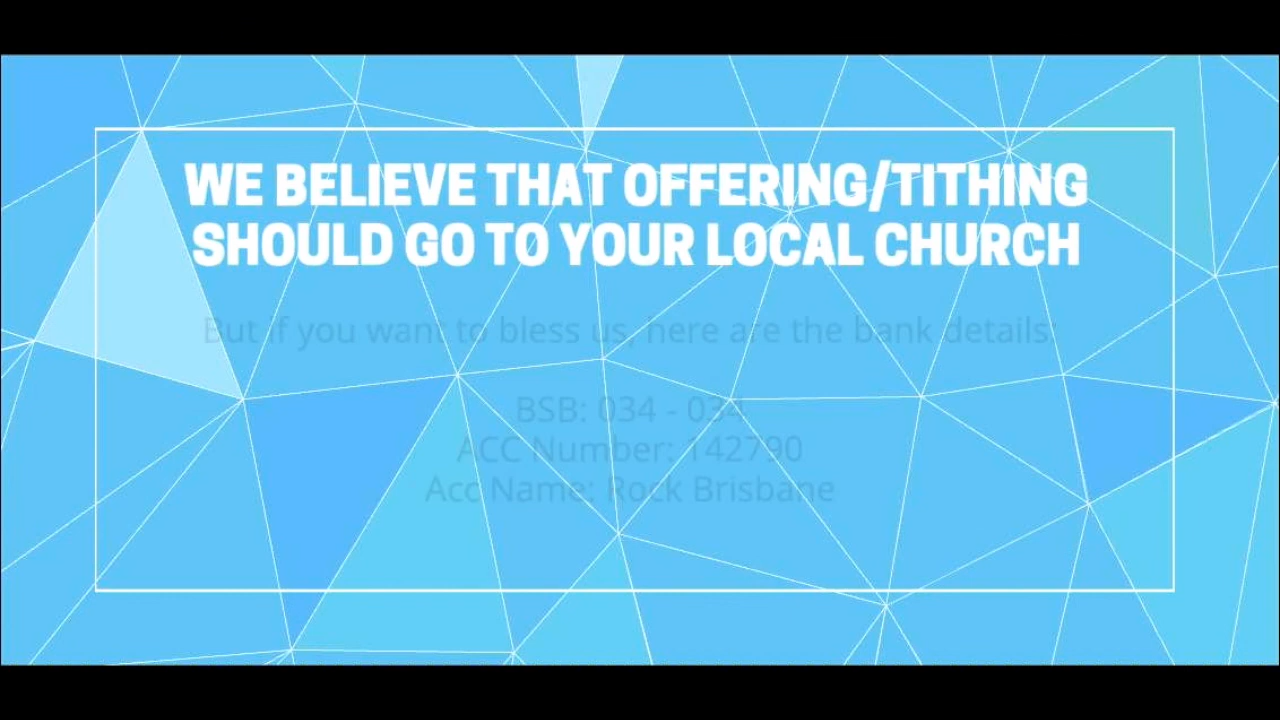 WE BELIEVE THAT OFFERING/TITHING
SHOULD GO TO YOUR LOCAL CHURCH
But if you want to bless us, here are the bank details:
BSB: 034 - 034
ACC Number: 142790
Acc Name: Rock Brisbane